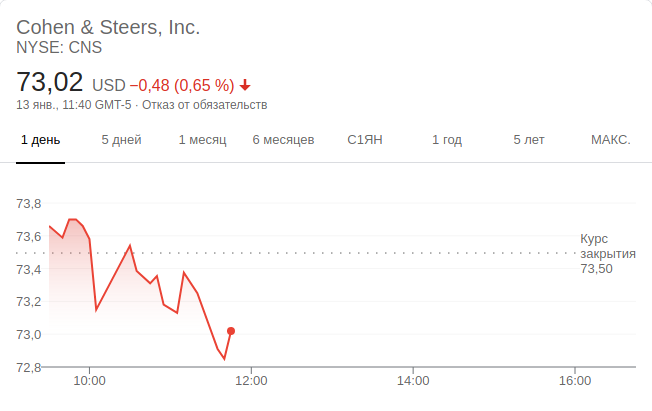 Cohen & Steers, Inc.
NYSE: CNS
73,02 USD −0,48 (0,65 %)
13 янв., 11:40 GMT-5 · Отказ от обязательств
1 день 5 дней 1 месяц 6 месяцев С1ЯН 1 год 5 лет МАКС.
73,8
73,6
Курс
закрытия
73,50
73,4
73,2
73,0
72,8
10:00 12:00 14:00 16:00